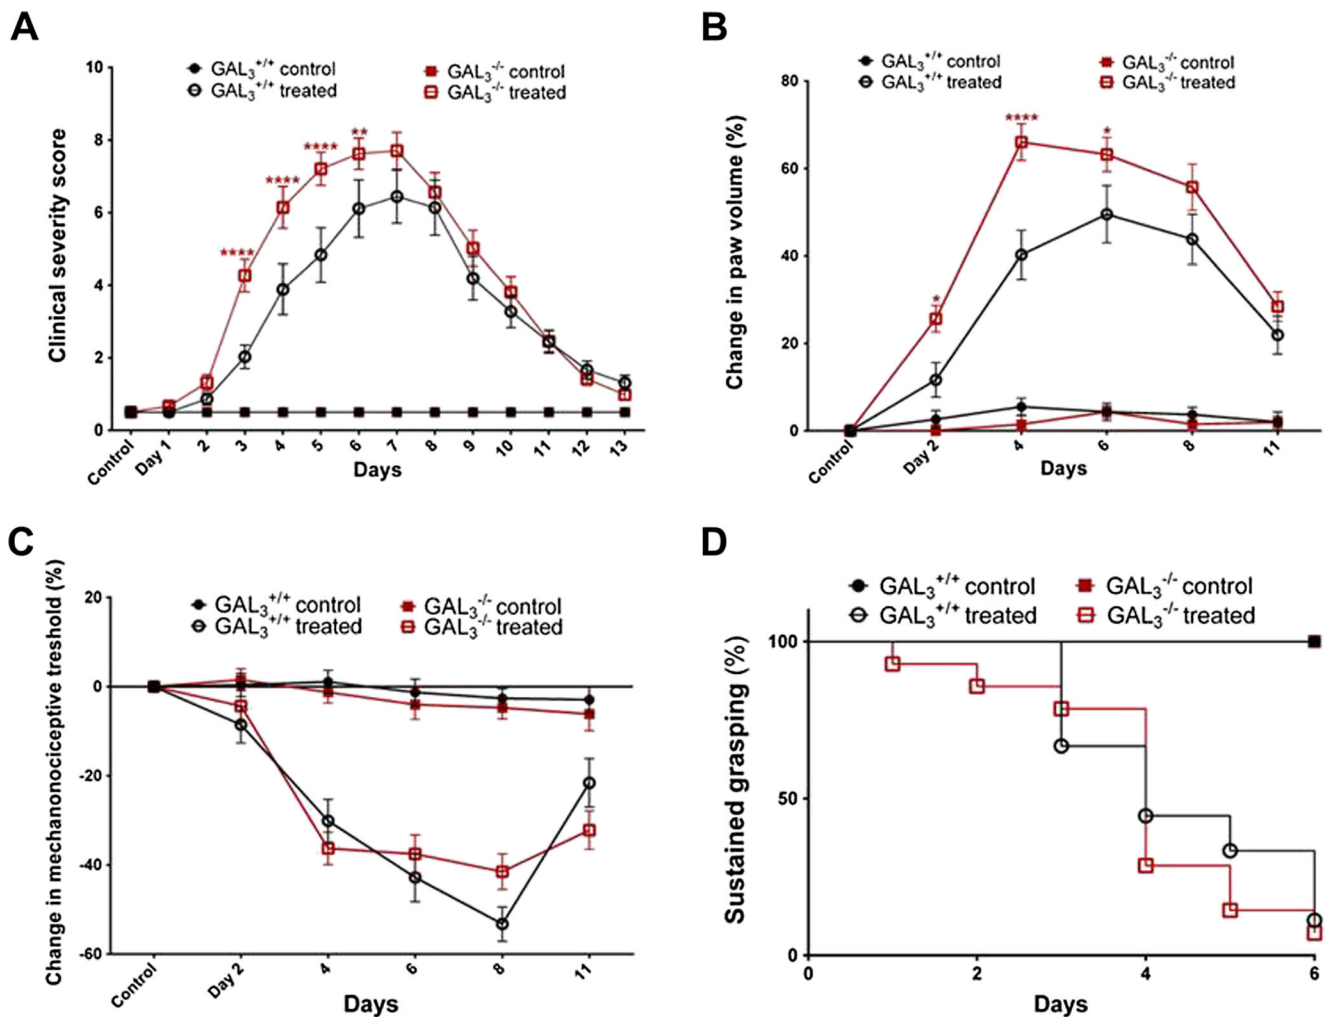 A
GAL3+/+ control
GAL3+/+ treated
GAL3-/- control
GAL3-/- treated
Clinical severity score
10
8
6
4
2
0
****
****
****
**
Control
Day 1
2
3
4
5
6
7
8
9
10
11
12
13
Days
B
GAL3+/+ control
GAL3+/+ treated
GAL3-/- control
GAL3-/- treated
Change in paw volume (%)
80
60
40
20
0
*
****
*
Control
Day 2
4
6
8
11
Days
C
GAL3+/+ control
GAL3+/+ treated
GAL3-/- control
GAL3-/- treated
Change in mechanonociceptive treshold (%)
20
0
-20
-40
-60
Control
Day 2
4
6
8
11
Days
D
GAL3+/+ control
GAL3+/+ treated
GAL3-/- control
GAL3-/- treated
Sustained grasping (%)
100
50
0
0
2
4
6
Days